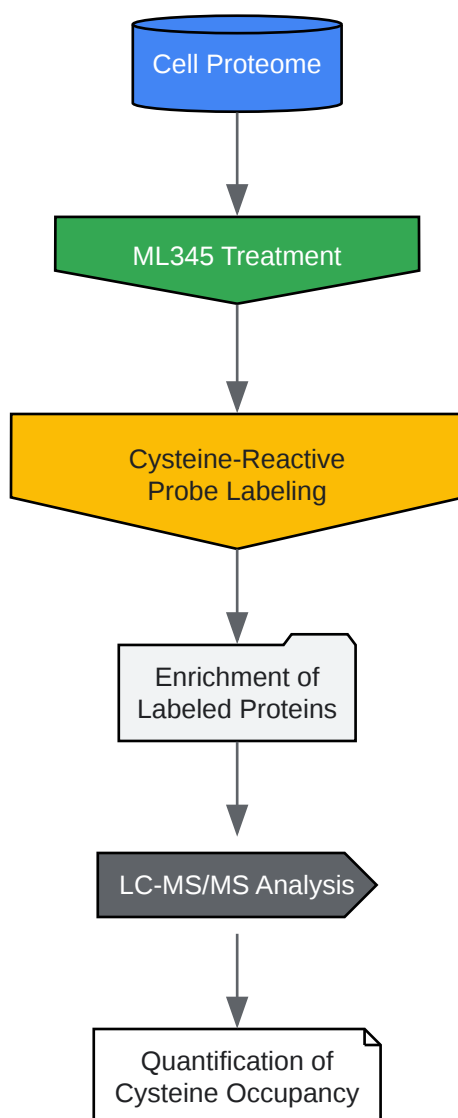 Cell Proteome
ML345 Treatment
Cysteine-Reactive
Probe Labeling
Enrichment of
Labeled Proteins
LC-MS/MS Analysis
Quantification of
Cysteine Occupancy